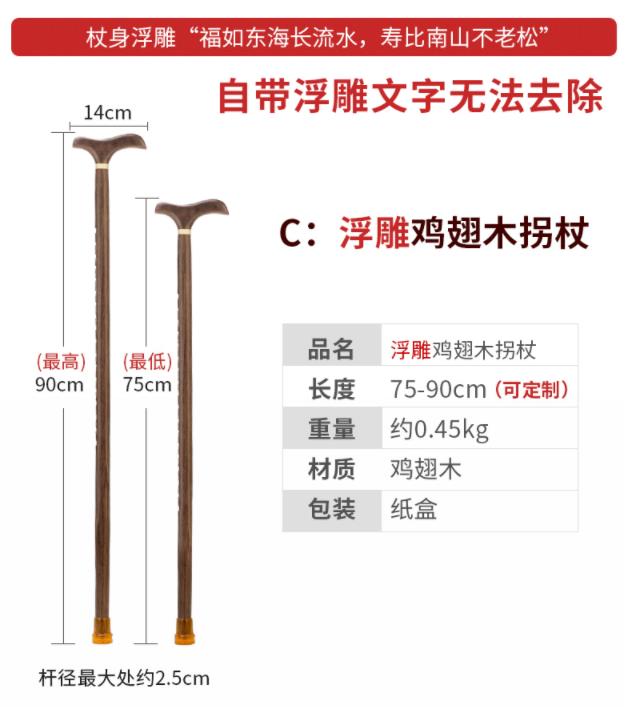 杖身浮雕“福如东海长流水，寿比南山不老松”
自带浮雕文字无法去除
14cm
C：浮雕鸡翅木拐杖
(最高)
90cm
(最低)
75cm
品名 浮雕鸡翅木拐杖
长度 75-90cm（可定制）
重量 约0.45kg
材质 鸡翅木
包装 纸盒
杆径最大处约2.5cm